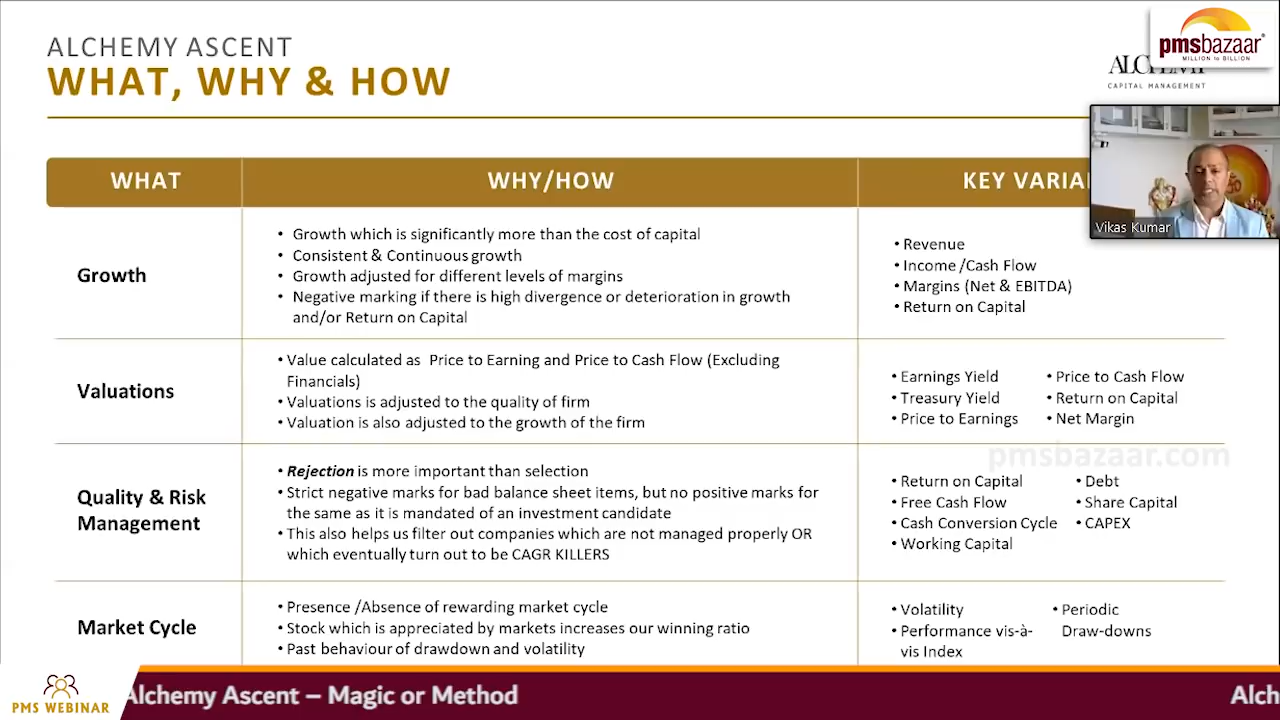 ALCHEMY ASCENT
WHAT, WHY & HOW
pmsbazaar
MILLION to BILLION
CAPITAL MANAGEMENT
Vikas Kumar
WHAT
WHY/HOW
KEY
Growth
• Growth which is significantly more than the cost of capital
• Consistent & Continuous growth
• Growth adjusted for different levels of margins
• Negative marking if there is high divergence or deterioration in growth
and/or Return on Capital
• Revenue
• Income /Cash Flow
• Margins (Net & EBITDA)
• Return on Capital
Valuations
• Value calculated as Price to Earning and Price to Cash Flow (Excluding
Financials)
• Valuations is adjusted to the quality of firm
• Valuation is also adjusted to the growth of the firm
• Earnings Yield
• Treasury Yield
• Price to Earnings
• Price to Cash Flow
• Return on Capital
• Net Margin
pmsbazaar.com
Quality & Risk
Management
• Rejection is more important than selection
• Strict negative marks for bad balance sheet items, but no positive marks for
the same as it is mandated of an investment candidate
• This also helps us filter out companies which are not managed properly OR
which eventually turn out to be CAGR KILLERS
• Return on Capital
• Free Cash Flow
• Cash Conversion Cycle
• Working Capital
• Debt
• Share Capital
• CAPEX
Market Cycle
• Presence /Absence of rewarding market cycle
• Stock which is appreciated by markets increases our winning ratio
• Past behaviour of drawdown and volatility
• Volatility
• Performance vis-à-
vis Index
• Periodic
Draw-downs
PMS WEBINAR
Alchemy Ascent – Magic or Method
Alch